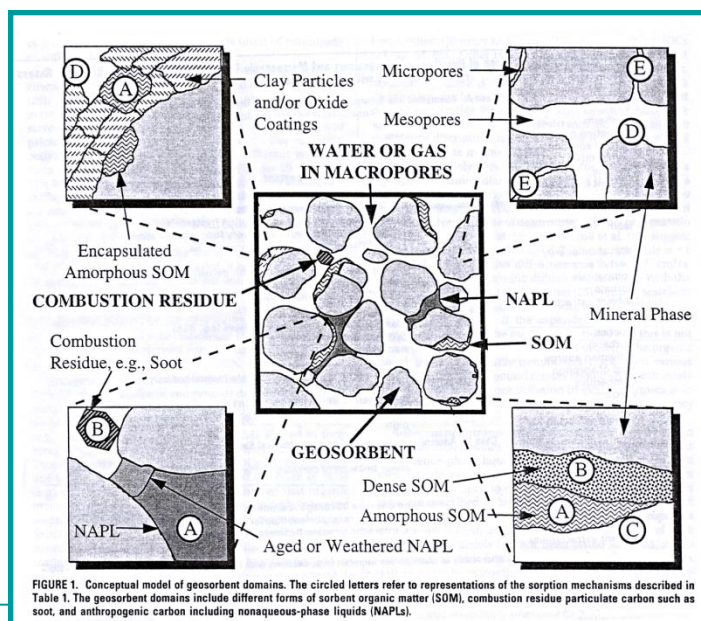 D
A
Clay Particles
and/or Oxide
Coatings
Encapsulated
Amorphous SOM
Micropores
Mesopores
E
D
E
WATER OR GAS
IN MACROPORES
COMBUSTION RESIDUE
NAPL
SOM
GEOSORBENT
Mineral Phase
Combustion
Residue, e.g., Soot
B
NAPL
A
Aged or Weathered NAPL
Dense SOM
Amorphous SOM
B
A
C
FIGURE 1. Conceptual model of geosorbent domains. The circled letters refer to representations of the sorption mechanisms described in
Table 1. The geosorbent domains include different forms of sorbent organic matter (SOM), combustion residue particulate carbon such as
soot, and anthropogenic carbon including nonaqueous-phase liquids (NAPLs).